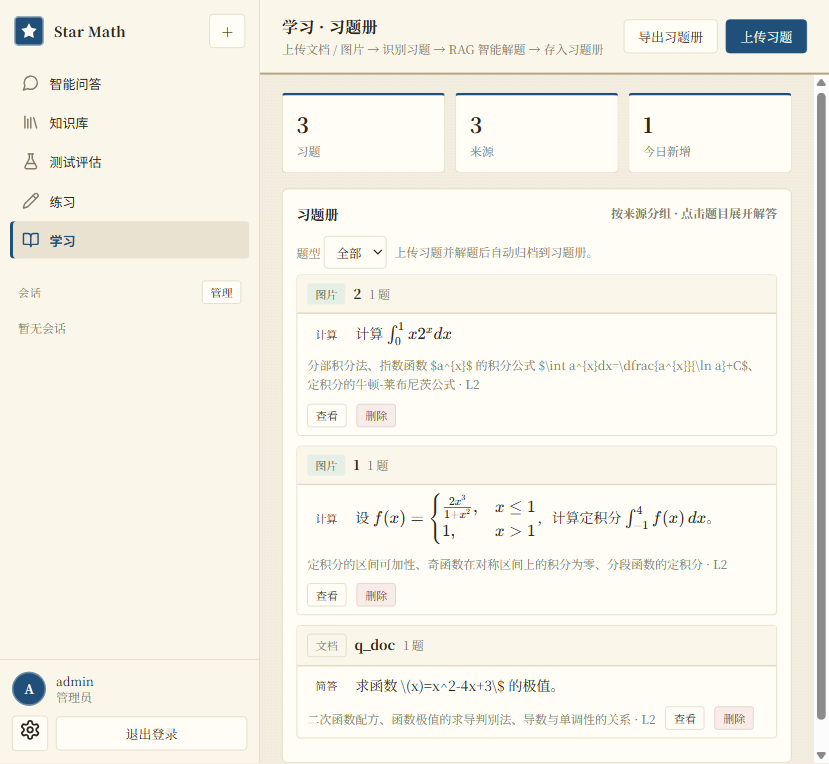 Star Math
+
智能问答
知识库
测试评估
练习
学习
会话
管理
暂无会话
A
admin
管理员
退出登录
学习 · 习题册
上传文档 / 图片 → 识别习题 → RAG 智能解题 → 存入习题册
导出习题册
上传习题
3
习题
3
来源
1
今日新增
习题册
按来源分组 · 点击题目展开解答
题型
全部
上传习题并解题后自动归档到习题册。
图片 2 1 题
计算 计算 ∫₀¹ x2ˣdx
分部积分法、指数函数 $a^{x}$ 的积分公式 $\int a^{x}dx=\dfrac{a^{x}}{\ln a}+C$、
定积分的牛顿-莱布尼茨公式 · L2
查看
删除
图片 1 1 题
计算 设 f(x) = { 2x³/(1+x²), x ≤ 1
1, x > 1 , 计算定积分 ∫₋₁⁴ f(x) dx。
定积分的区间可加性、奇函数在对称区间上的积分为零、分段函数的定积分 · L2
查看
删除
文档 q_doc 1 题
简答 求函数 \(x)=x^2-4x+3\$ 的极值。
二次函数配方、函数极值的求导判别法、导数与单调性的关系 · L2
查看
删除